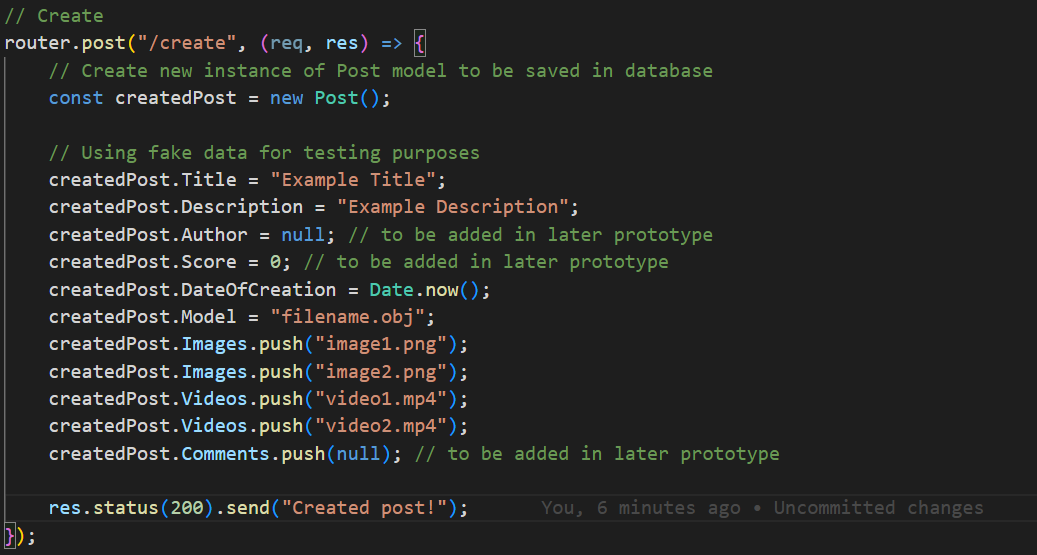 // Create
router.post("/create", (req, res) => {
    // Create new instance of Post model to be saved in database
    const createdPost = new Post();

    // Using fake data for testing purposes
    createdPost.Title = "Example Title";
    createdPost.Description = "Example Description";
    createdPost.Author = null; // to be added in later prototype
    createdPost.Score = 0; // to be added in later prototype
    createdPost.DateOfCreation = Date.now();
    createdPost.Model = "filename.obj";
    createdPost.Images.push("image1.png");
    createdPost.Images.push("image2.png");
    createdPost.Videos.push("video1.mp4");
    createdPost.Videos.push("video2.mp4");
    createdPost.Comments.push(null); // to be added in later prototype

    res.status(200).send("Created post!");    You, 6 minutes ago • Uncommitted changes
});